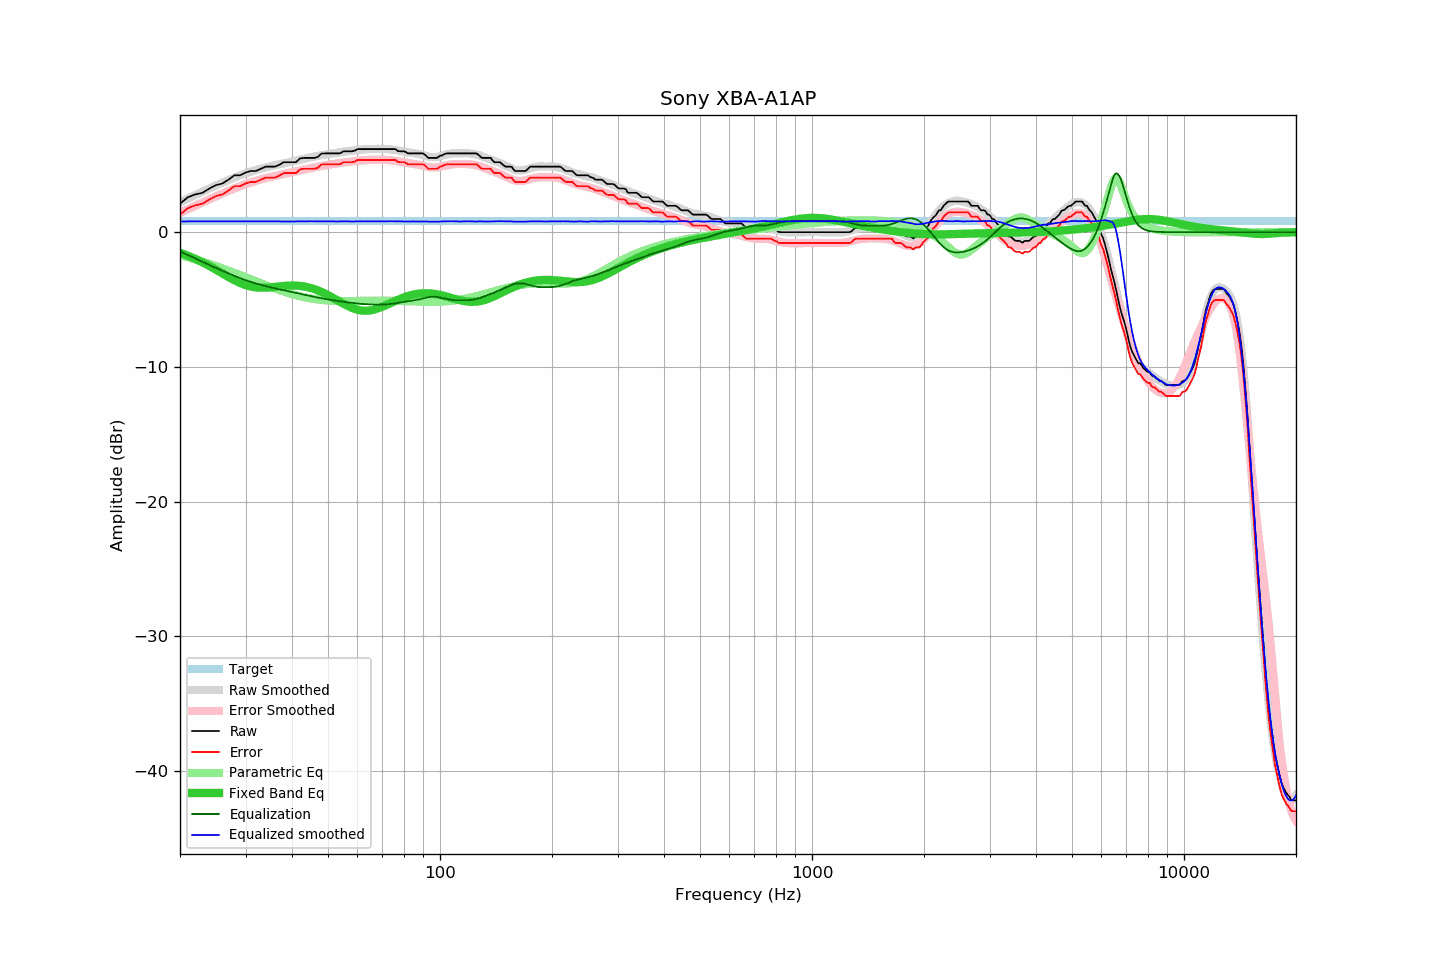 Sony XBA-A1AP
Amplitude (dBr)
0
−10
−20
−30
−40
Target
Raw Smoothed
Error Smoothed
Raw
Error
Parametric Eq
Fixed Band Eq
Equalization
Equalized smoothed
100
1000
10000
Frequency (Hz)